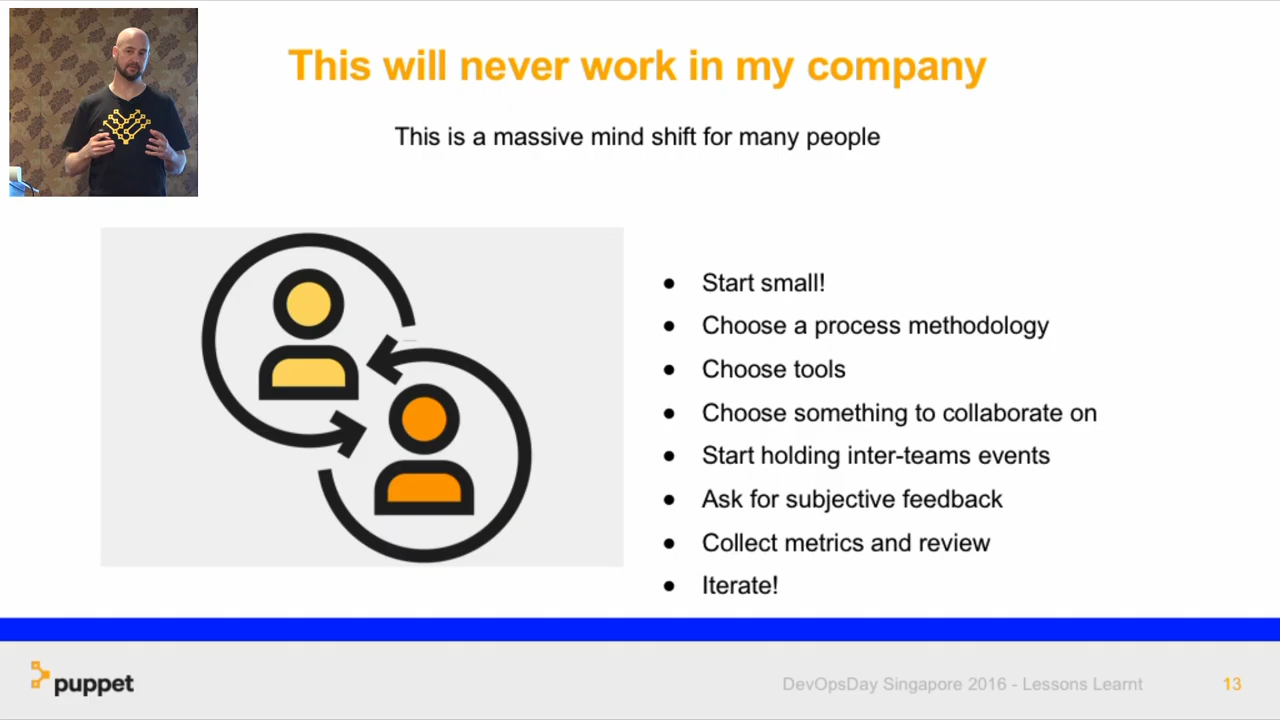 This will never work in my company
This is a massive mind shift for many people
● Start small!
● Choose a process methodology
● Choose tools
● Choose something to collaborate on
● Start holding inter-teams events
● Ask for subjective feedback
● Collect metrics and review
● Iterate!
puppet
DevOpsDay Singapore 2016 - Lessons Learnt
13